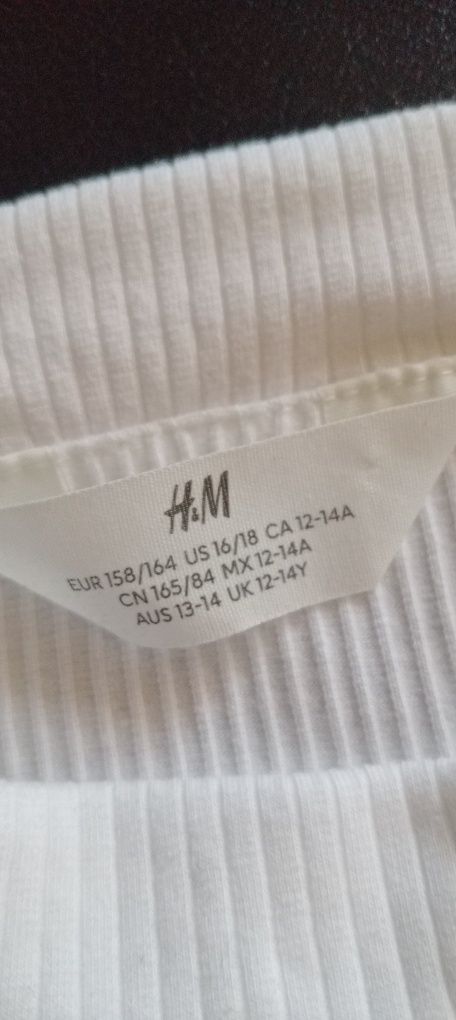 H&M
EUR 158/164 US 16/18 CA 12-14A
CN 165/84 MX 12-14A
AUS 13-14 UK 12-14Y